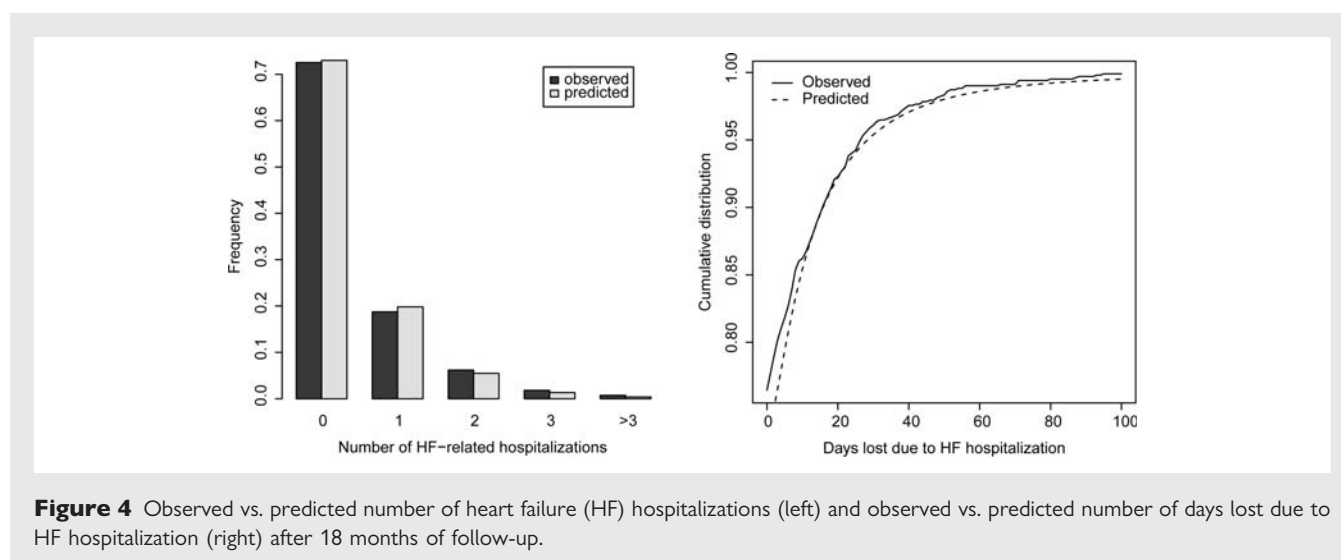 observed
predicted
Frequency
0.7
0.6
0.5
0.4
0.3
0.2
0.1
0.0
0 1 2 3 >3
Number of HF−related hospitalizations
Observed
Predicted
Cumulative distribution
1.00
0.95
0.90
0.85
0.80
0 20 40 60 80 100
Days lost due to HF hospitalization
Figure 4 Observed vs. predicted number of heart failure (HF) hospitalizations (left) and observed vs. predicted number of days lost due to
HF hospitalization (right) after 18 months of follow-up.